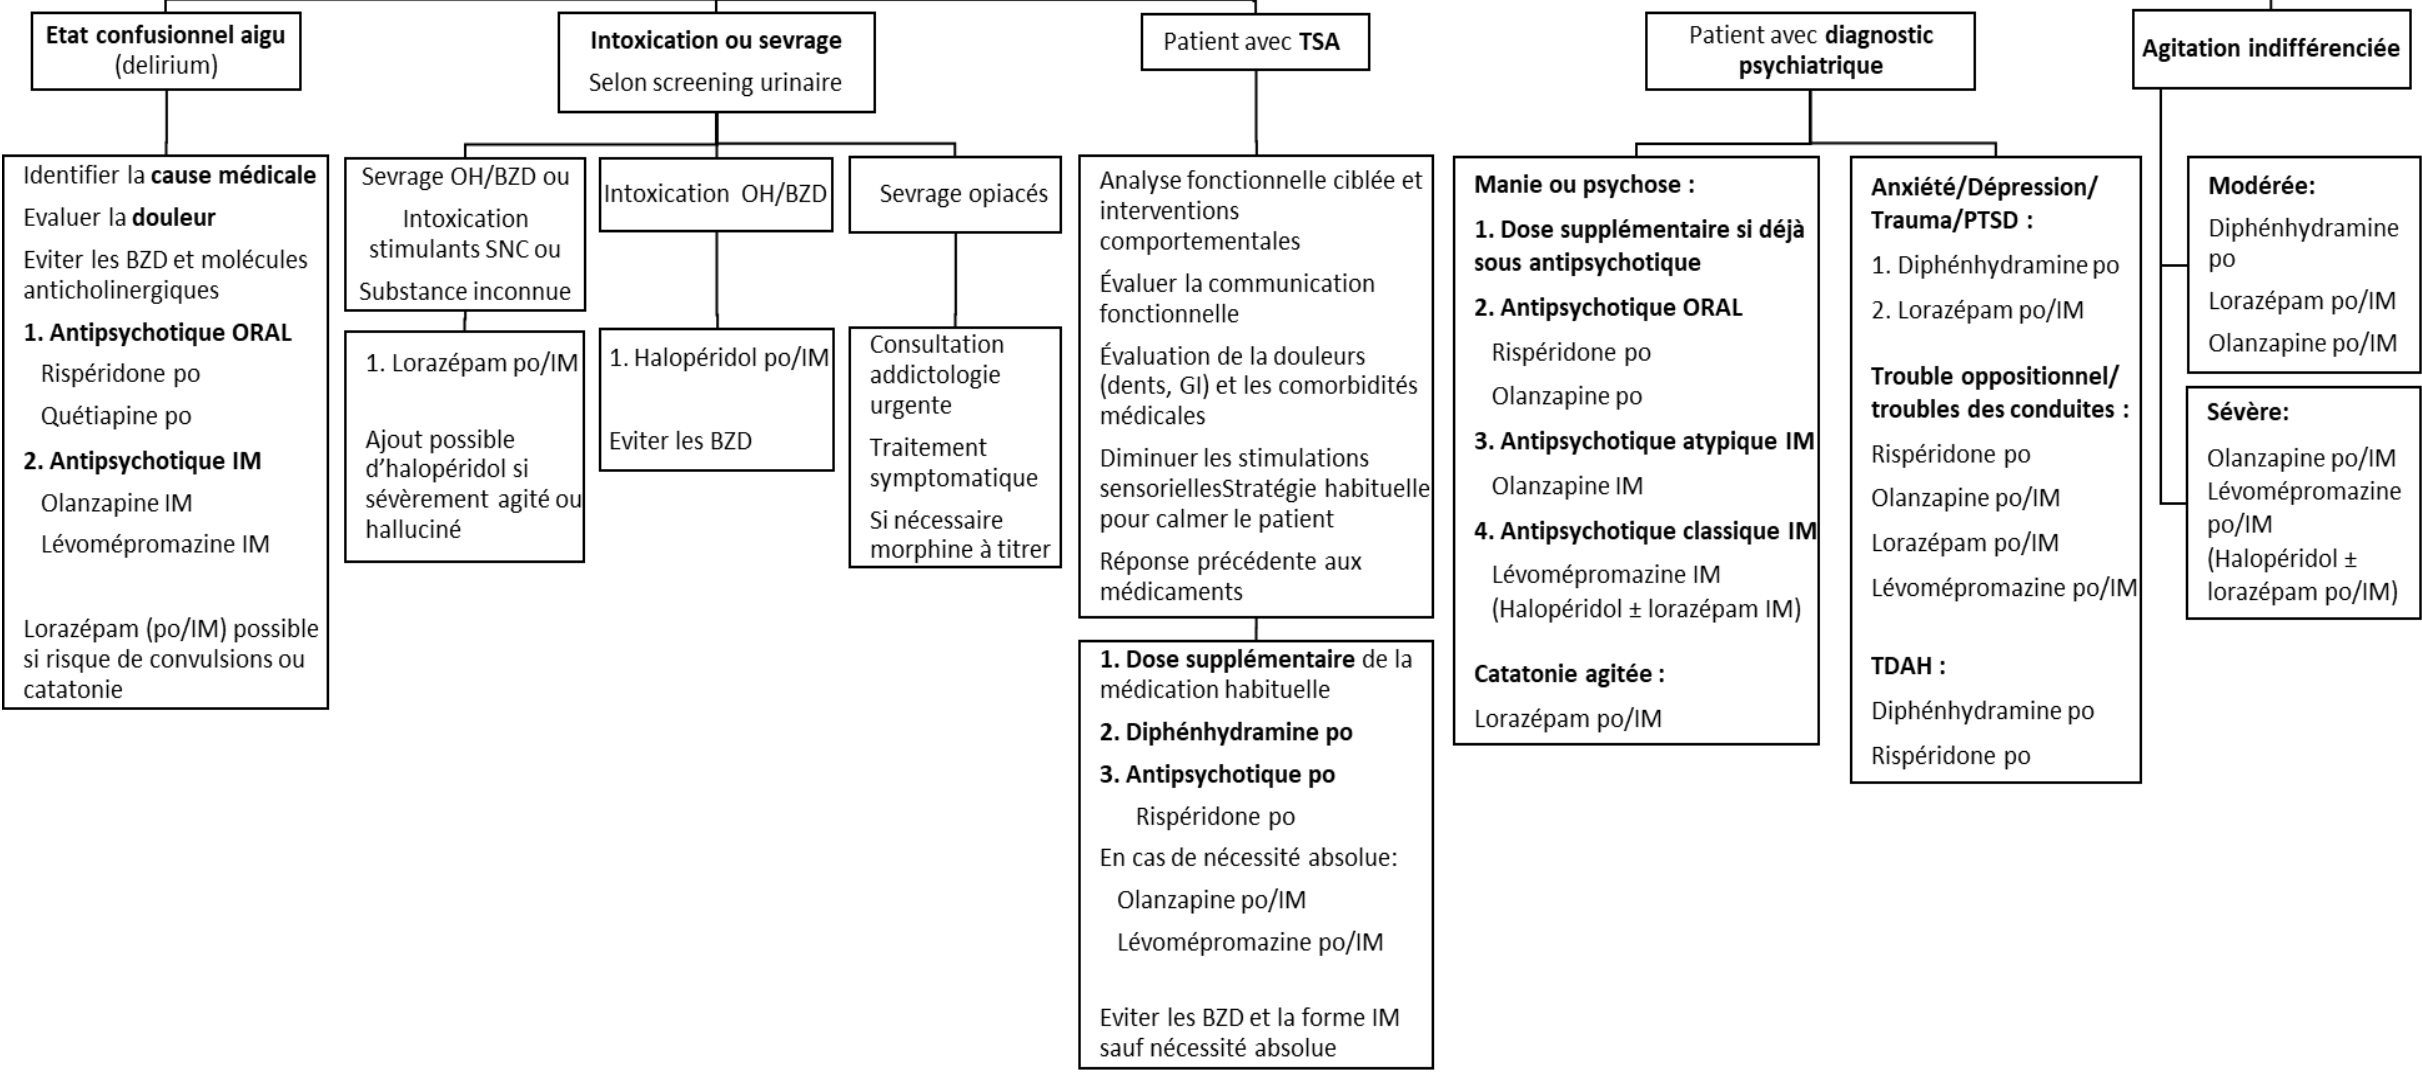 Etat confusionnel aigu
(delirium)
Identifier la cause médicale
Evaluer la douleur
Eviter les BZD et molécules
anticholinergiques
1. Antipsychotique ORAL
Rispéridone po
Quétiapine po
2. Antipsychotique IM
Olanzapine IM
Lévomépromazine IM
Lorazépam (po/IM) possible
si risque de convulsions ou
catatonie
Intoxication ou sevrage
Selon screening urinaire
Sevrage OH/BZD ou
Intoxication
stimulants SNC ou
Substance inconnue
1. Lorazépam po/IM
Ajout possible
d’halopéridol si
sévèrement agité ou
halluciné
Intoxication OH/BZD
1. Halopéridol po/IM
Eviter les BZD
Sevrage opiacés
Consultation
addictologie
urgente
Traitement
symptomatique
Si nécessaire
morphine à titrer
Patient avec TSA
Analyse fonctionnelle ciblée et
interventions
comportementales
Évaluer la communication
fonctionnelle
Évaluation de la douleurs
(dents, GI) et les comorbidités
médicales
Diminuer les stimulations
sensoriellesStratégie habituelle
pour calmer le patient
Réponse précédente aux
médicaments
1. Dose supplémentaire de la
médication habituelle
2. Diphénhydramine po
3. Antipsychotique po
Rispéridone po
En cas de nécessité absolue:
Olanzapine po/IM
Lévomépromazine po/IM
Eviter les BZD et la forme IM
sauf nécessité absolue
Patient avec diagnostic
psychiatrique
Manie ou psychose :
1. Dose supplémentaire si déjà
sous antipsychotique
2. Antipsychotique ORAL
Rispéridone po
Olanzapine po
3. Antipsychotique atypique IM
Olanzapine IM
4. Antipsychotique classique IM
Lévomépromazine IM
(Halopéridol ± lorazépam IM)
Catatonie agitée :
Lorazépam po/IM
Anxiété/Dépression/
Trauma/PTSD :
1. Diphénhydramine po
2. Lorazépam po/IM
Trouble oppositionnel/
troubles des conduites :
Rispéridone po
Olanzapine po/IM
Lorazépam po/IM
Lévomépromazine po/IM
TDAH :
Diphénhydramine po
Rispéridone po
Agitation indifférenciée
Modérée:
Diphénhydramine
po
Lorazépam po/IM
Olanzapine po/IM
Sévère:
Olanzapine po/IM
Lévomépromazine
po/IM
(Halopéridol ±
lorazépam po/IM)